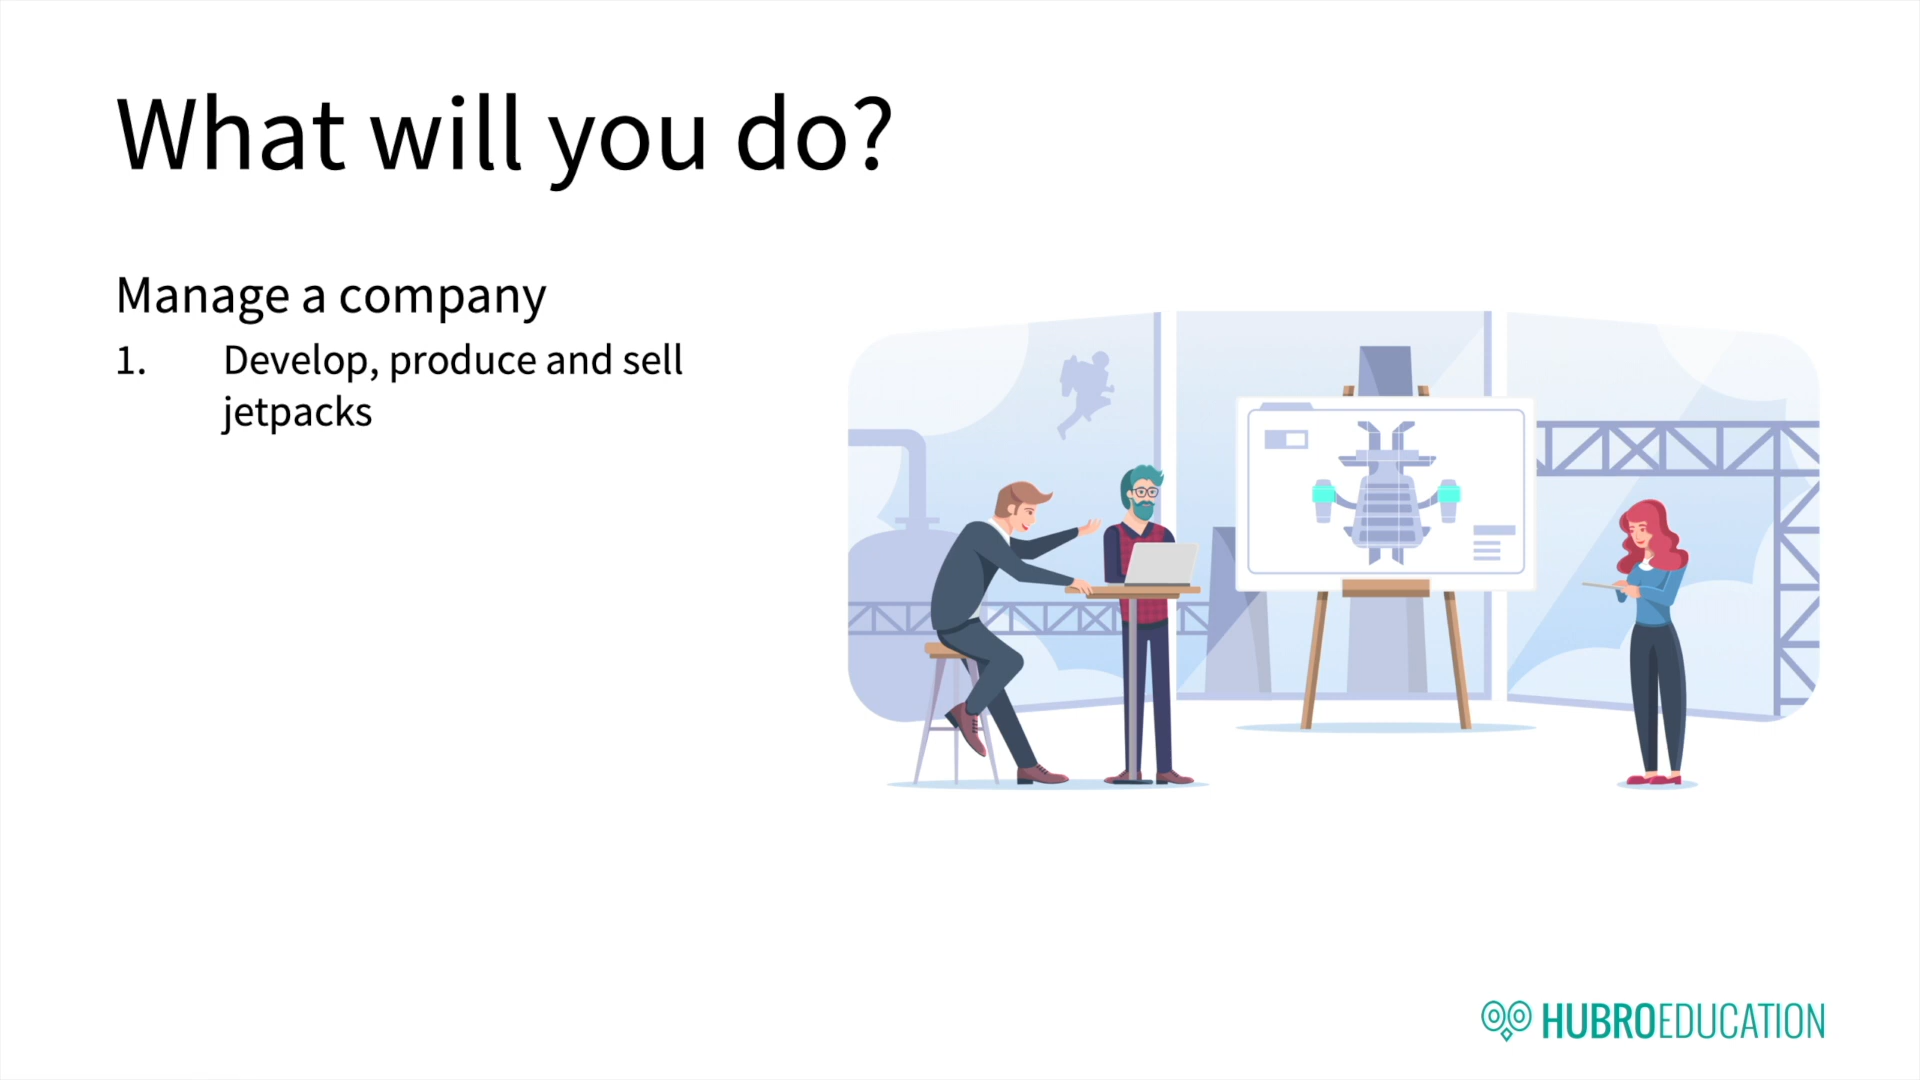 What will you do?
Manage a company
1. Develop, produce and sell
jetpacks
HUBROEDUCATION